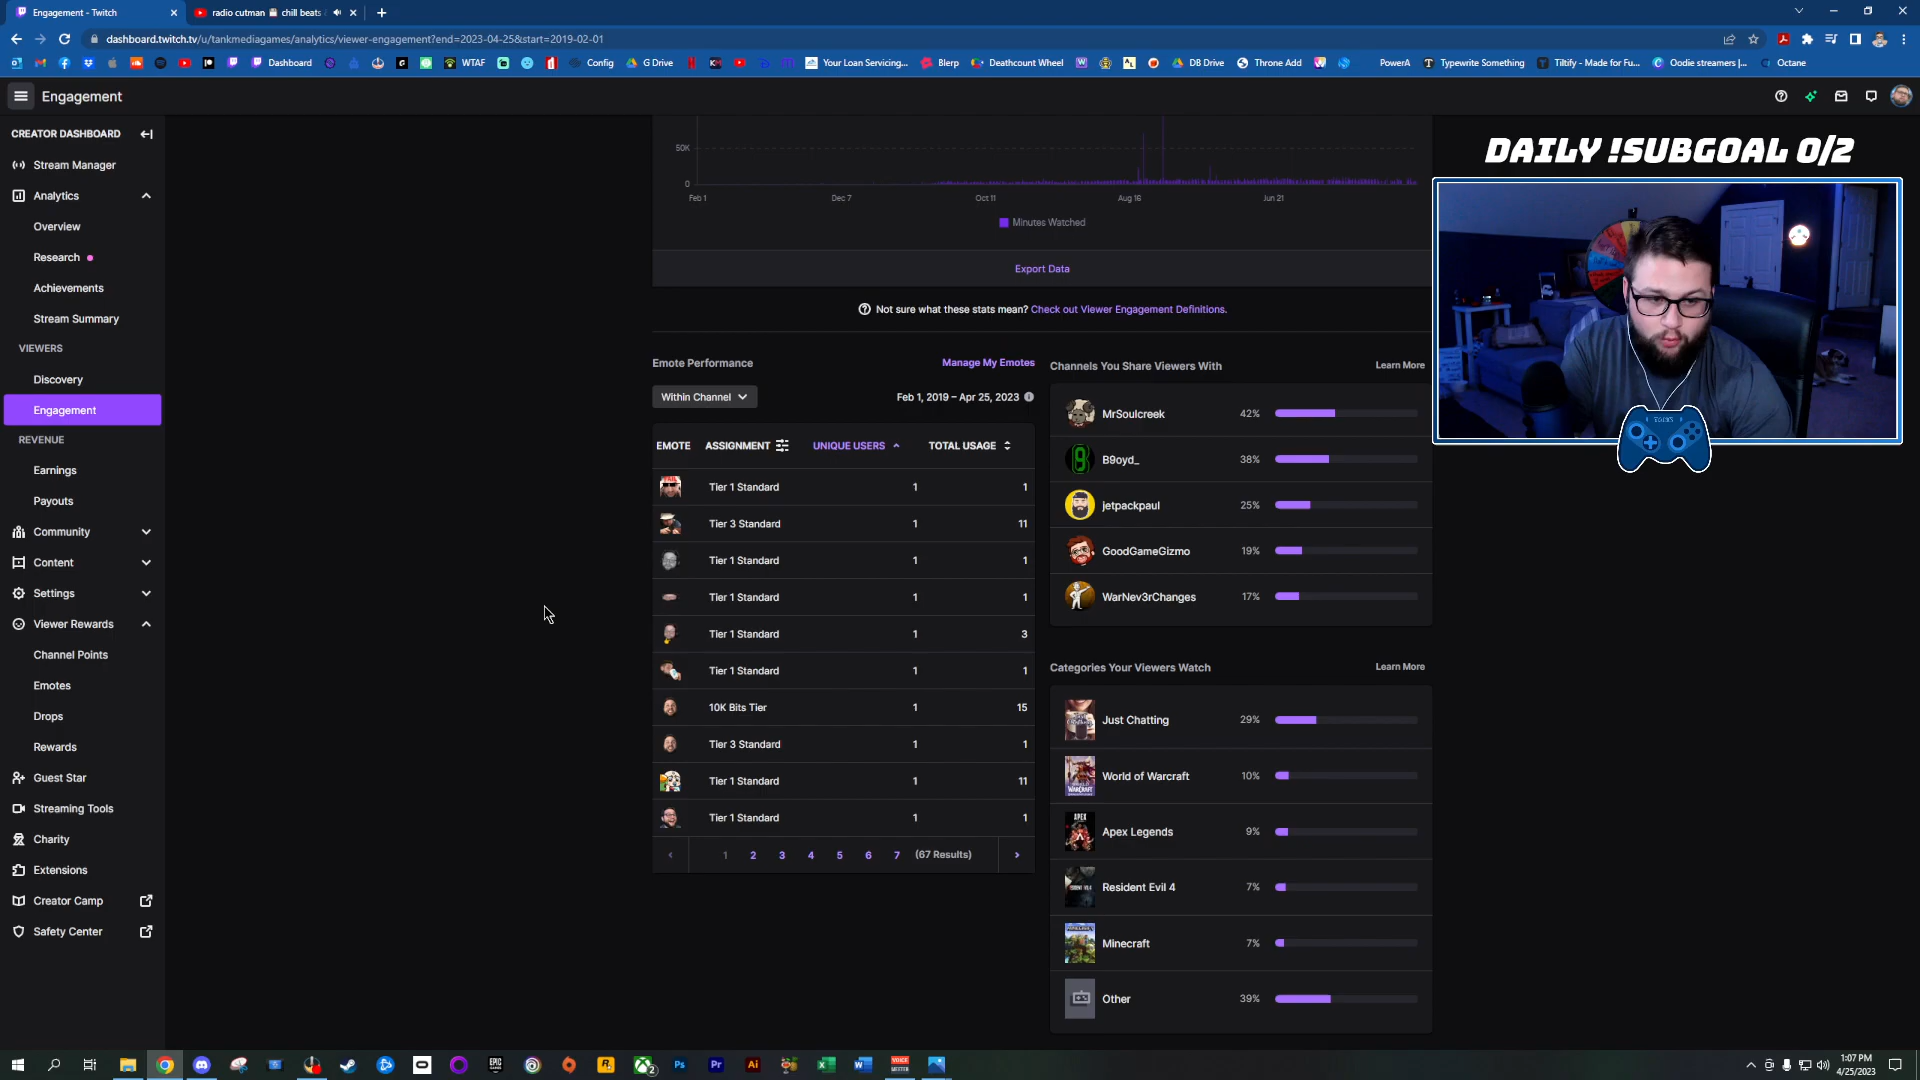 Engagement - Twitch
radio cutman
chill beats
dashboard.twitch.tv/u/tankmediagames/analytics/viewer-engagement?end=2023-04-25&start=2019-02-01
Dashboard
WTAF
Config
G Drive
Your Loan Servicing...
Blerp
Deathcount Wheel
DB Drive
Throne Add
PowerA
Typewrite Something
Tiltify - Made for Fu...
Oodie streamers |...
Octane
Engagement
CREATOR DASHBOARD
Stream Manager
Analytics
Overview
Research
Achievements
Stream Summary
VIEWERS
Discovery
Engagement
REVENUE
Earnings
Payouts
Community
Content
Settings
Viewer Rewards
Channel Points
Emotes
Drops
Rewards
Guest Star
Streaming Tools
Charity
Extensions
Creator Camp
Safety Center
50K
0
Feb 1 Dec 7 Oct 11 Aug 16 Jun 21
Minutes Watched
Export Data
Not sure what these stats mean? Check out Viewer Engagement Definitions.
Emote Performance Manage My Emotes
Within Channel Feb 1, 2019 – Apr 25, 2023
EMOTE ASSIGNMENT UNIQUE USERS TOTAL USAGE
Tier 1 Standard 1 1
Tier 3 Standard 1 11
Tier 1 Standard 1 1
Tier 1 Standard 1 1
Tier 1 Standard 1 3
Tier 1 Standard 1 1
10K Bits Tier 1 15
Tier 3 Standard 1 1
Tier 1 Standard 1 11
Tier 1 Standard 1 1
1 2 3 4 5 6 7 (67 Results)
Channels You Share Viewers With Learn More
MrSoulcreek 42%
B9oyd_ 38%
jetpackpaul 25%
GoodGameGizmo 19%
WarNev3rChanges 17%
Categories Your Viewers Watch Learn More
Just Chatting 29%
World of Warcraft 10%
Apex Legends 9%
Resident Evil 4 7%
Minecraft 7%
Other 39%
DAILY !SUBGOAL 0/2
1:07 PM
4/25/2023